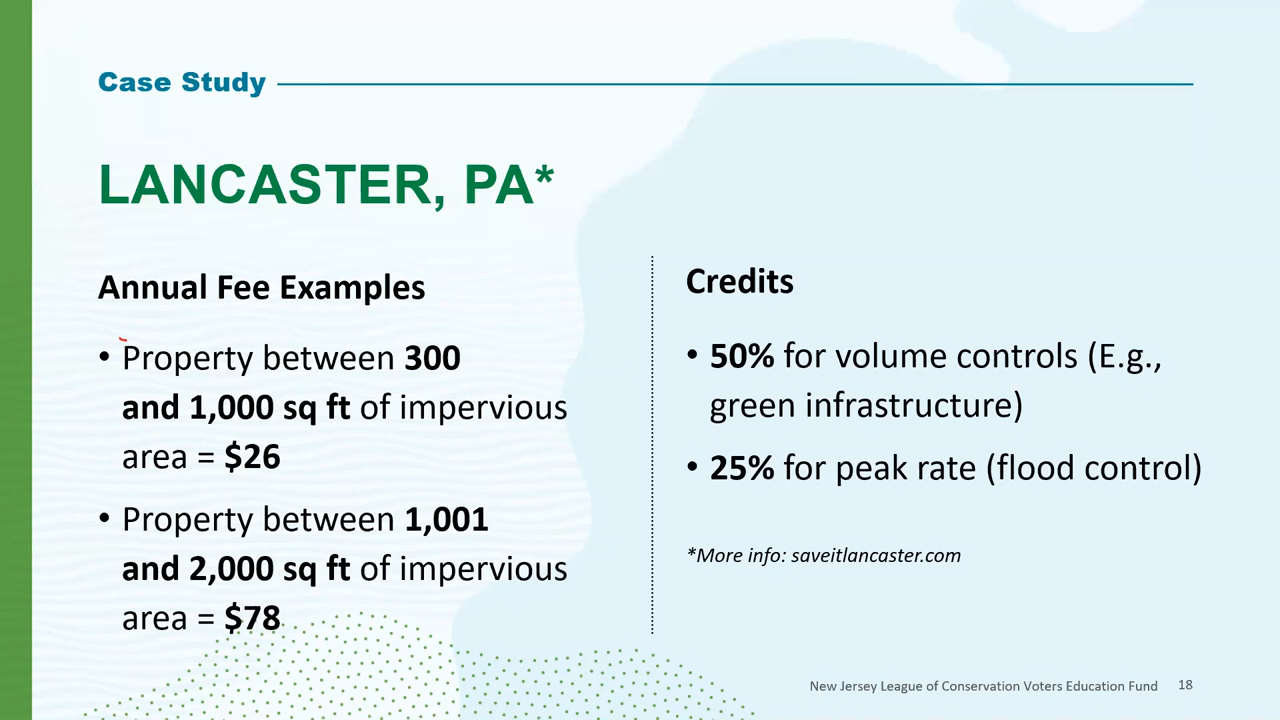 Case Study
LANCASTER, PA*
Annual Fee Examples
• Property between 300
and 1,000 sq ft of impervious
area = $26
• Property between 1,001
and 2,000 sq ft of impervious
area = $78
Credits
• 50% for volume controls (E.g.,
green infrastructure)
• 25% for peak rate (flood control)
*More info: saveitlancaster.com
New Jersey League of Conservation Voters Education Fund 18